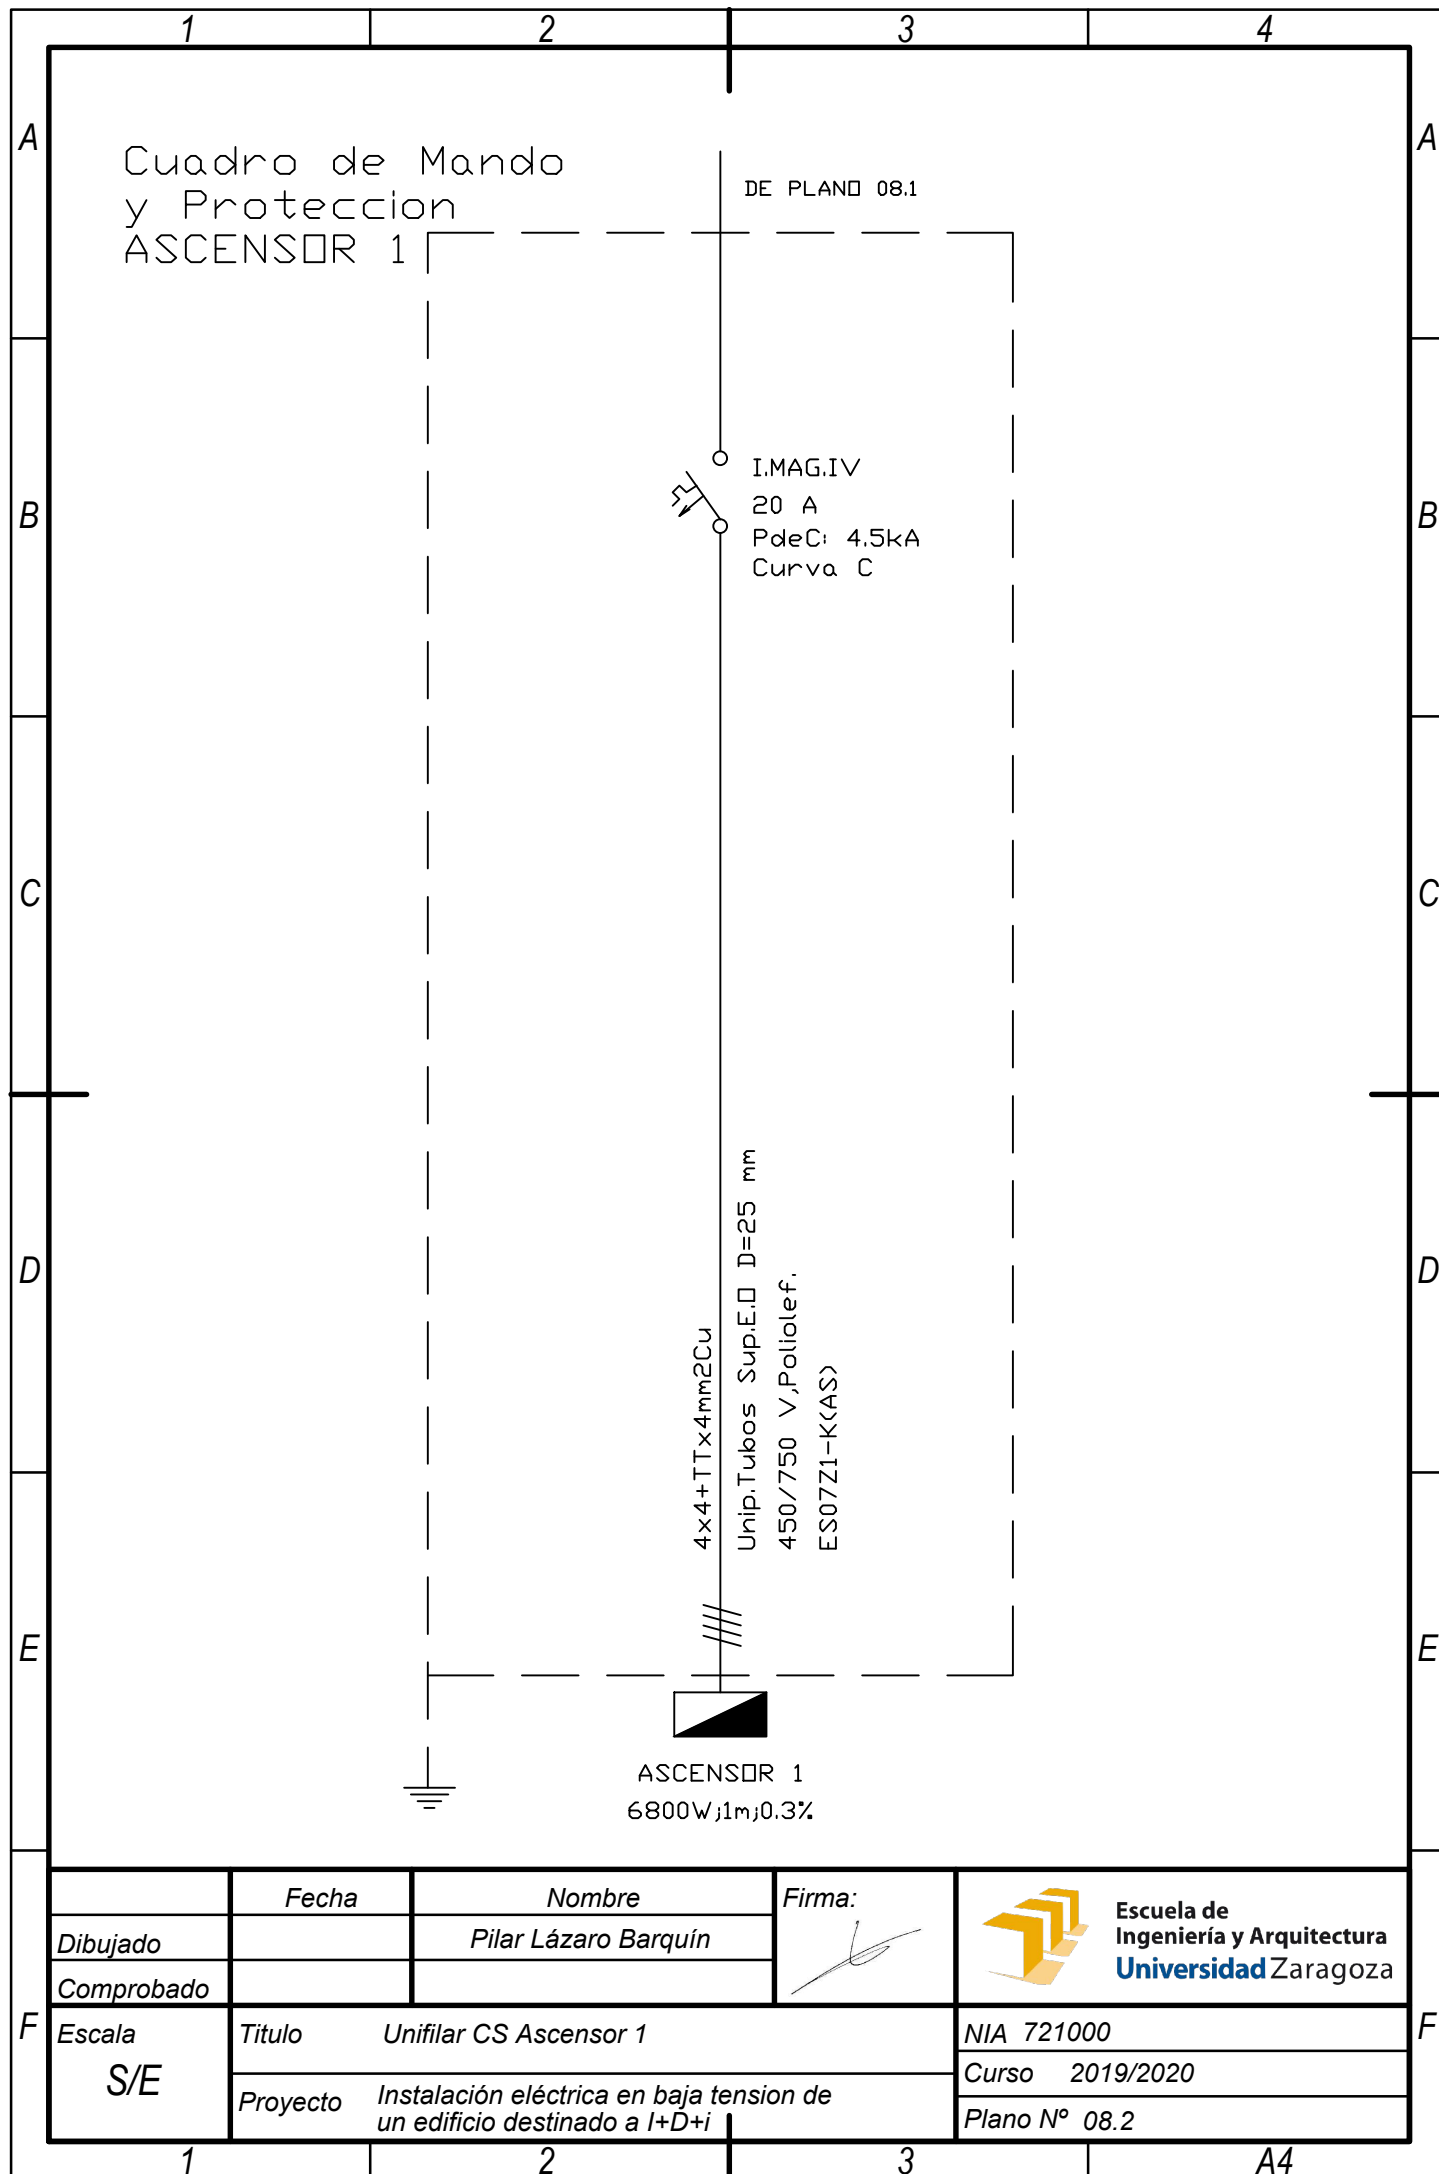 1 2 3 4
A A
Cuadro de Mando
y Proteccion
ASCENSOR 1
DE PLANO 08.1
I.MAG.IV
20 A
PdeC: 4.5kA
Curva C
B B
C C
4x4+TTx4mm2Cu
Unip.Tubos Sup.E.O D=25 mm
450/750 V,Poliolef.
ES07Z1-K(AS)
D D
E E
ASCENSOR 1
6800W;1m;0.3%
Fecha Nombre Firma:
Dibujado Pilar Lázaro Barquín
Comprobado
Escuela de
Ingeniería y Arquitectura
Universidad Zaragoza
F F
Escala
S/E
Titulo Unifilar CS Ascensor 1
Proyecto Instalación eléctrica en baja tension de
un edificio destinado a I+D+i
NIA 721000
Curso 2019/2020
Plano Nº 08.2
1 2 3 A4